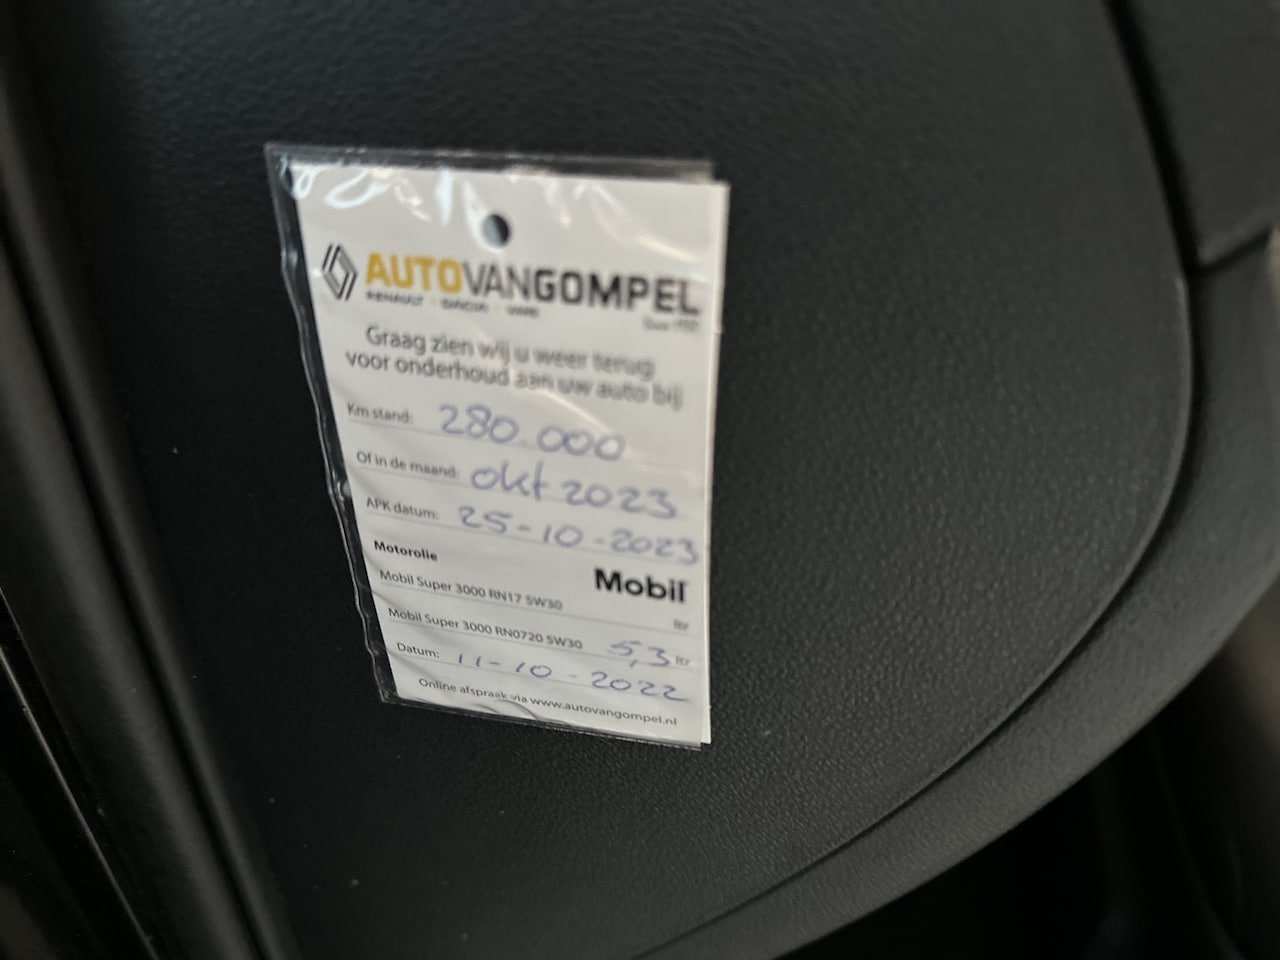 AUTOVANGOMPEL
RENAULT DACIA
Graag zien wij u weer terug
voor onderhoud aan uw auto bij
Km stand: 280.000
Of in de maand: okt 2023
APK datum: 25-10-2023
Motorolie
Mobil
Mobil Super 3000 RN17 5W30 ltr
Mobil Super 3000 RN0720 5W30 5,3 ltr
Datum: 11-10-2022
Online afspraak via www.autovangompel.nl